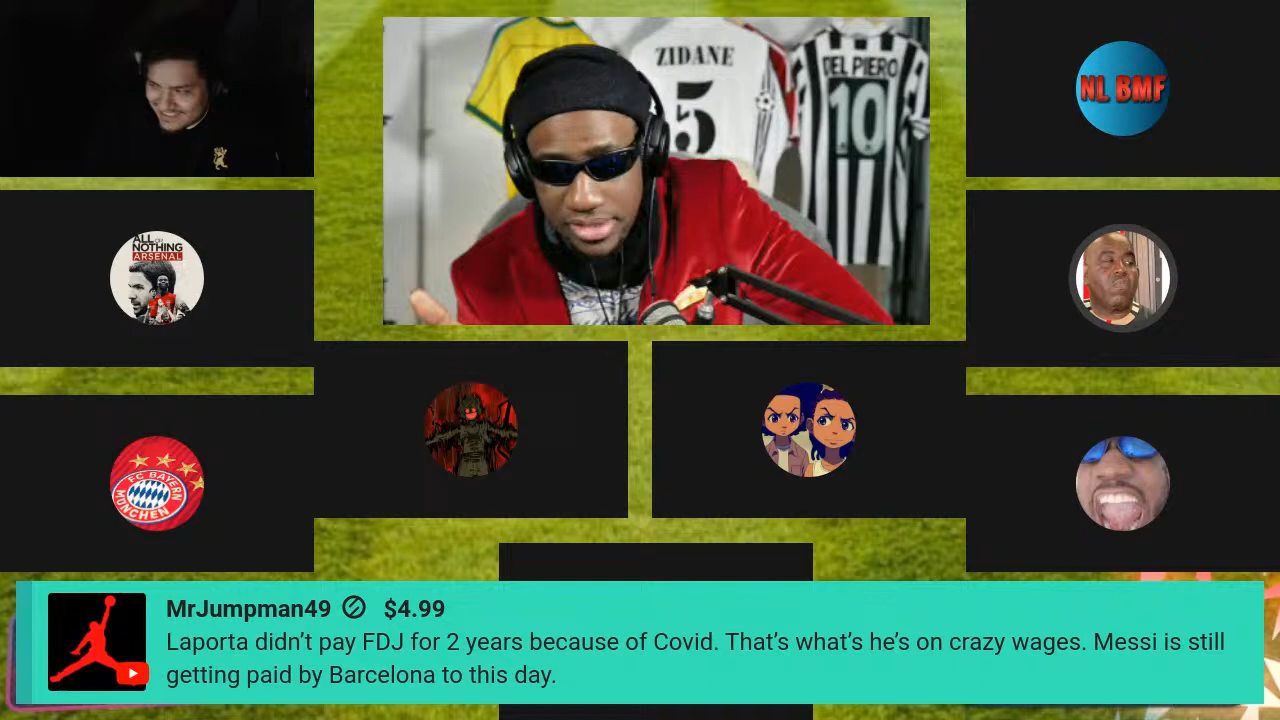 ZIDANE
5
DEL PIERO
10
NL BMF
ALL OR
NOTHING
ARSENAL
FC BAYERN
MÜNCHEN
MrJumpman49 $4.99
Laporta didn’t pay FDJ for 2 years because of Covid. That’s what’s he’s on crazy wages. Messi is still
getting paid by Barcelona to this day.